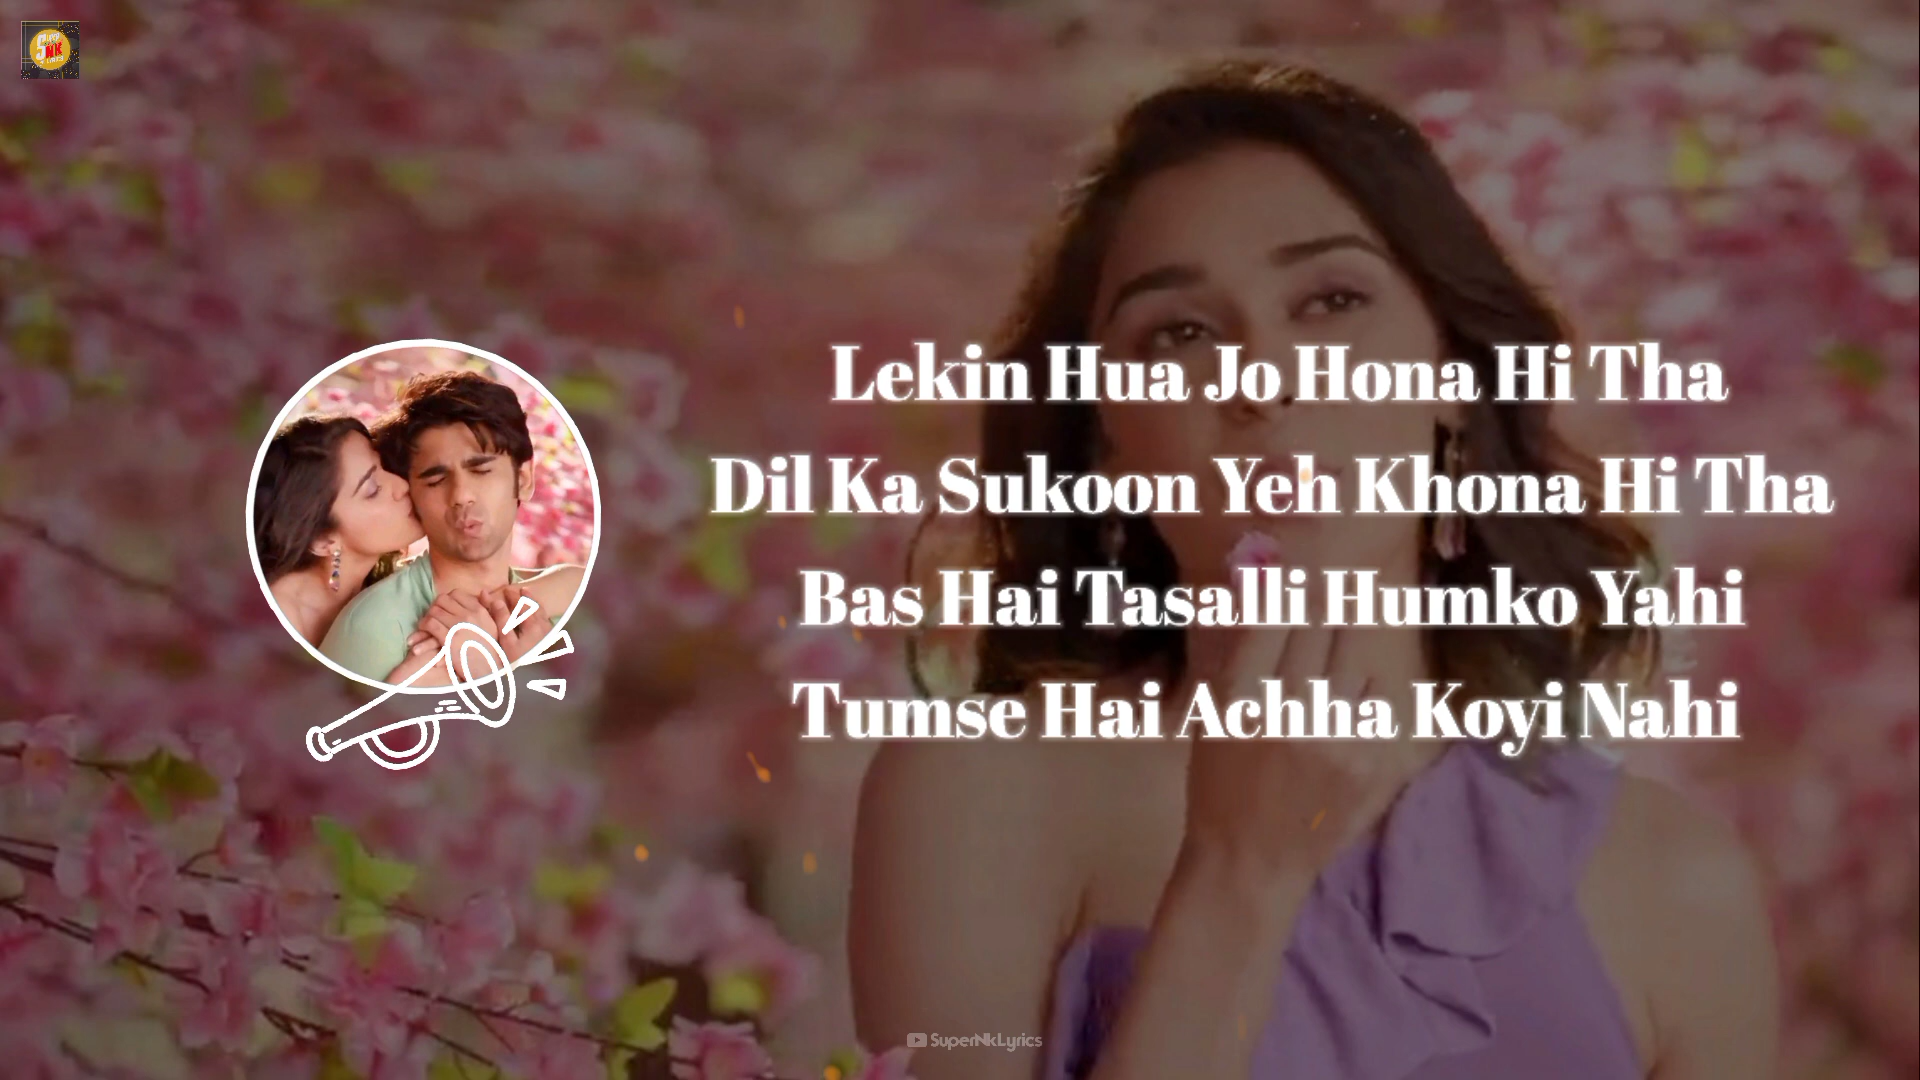 Lekin Hua Jo Hona Hi Tha
Dil Ka Sukoon Yeh Khona Hi Tha
Bas Hai Tasalli Humko Yahi
Tumse Hai Achha Koyi Nahi
SuperNkLyrics